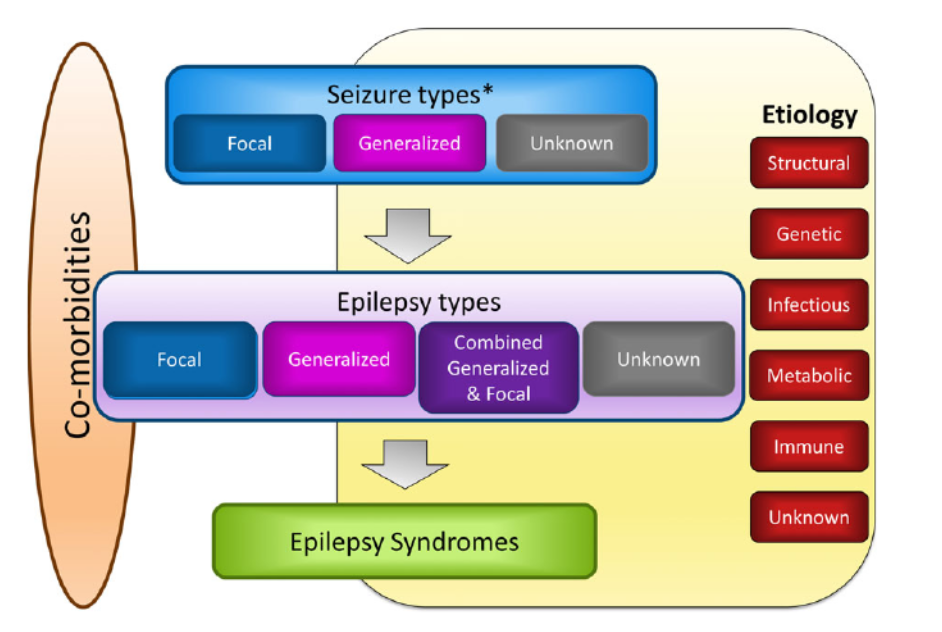 Co-morbidities
Seizure types*
Focal
Generalized
Unknown
Epilepsy types
Focal
Generalized
Combined
Generalized
& Focal
Unknown
Epilepsy Syndromes
Etiology
Structural
Genetic
Infectious
Metabolic
Immune
Unknown